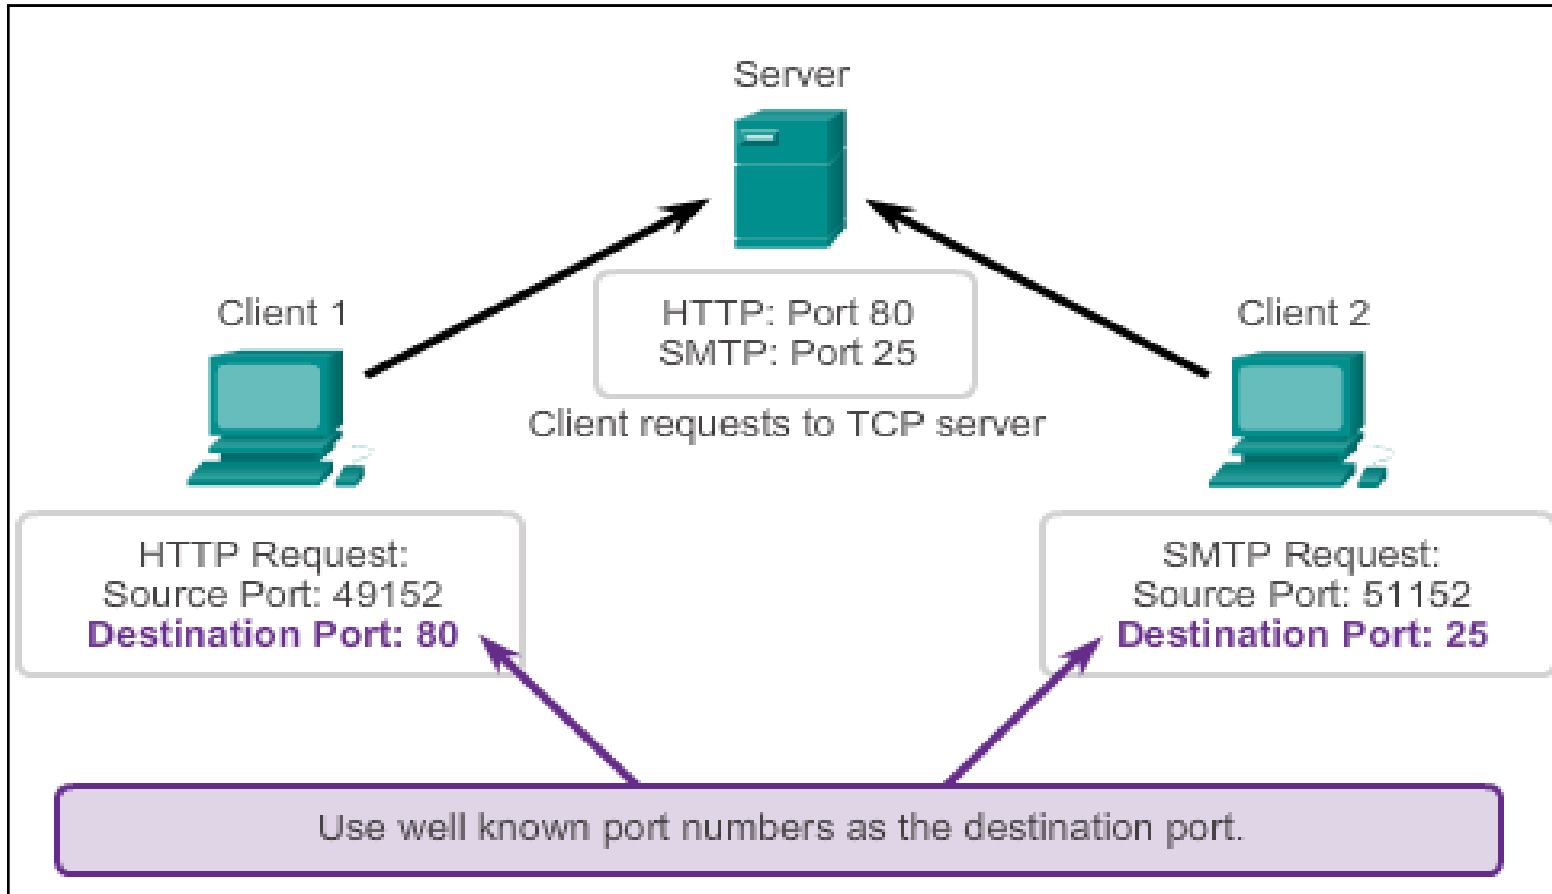 Server
HTTP: Port 80
SMTP: Port 25
Client requests to TCP server
Client 1
HTTP Request:
Source Port: 49152
Destination Port: 80
Client 2
SMTP Request:
Source Port: 51152
Destination Port: 25
Use well known port numbers as the destination port.